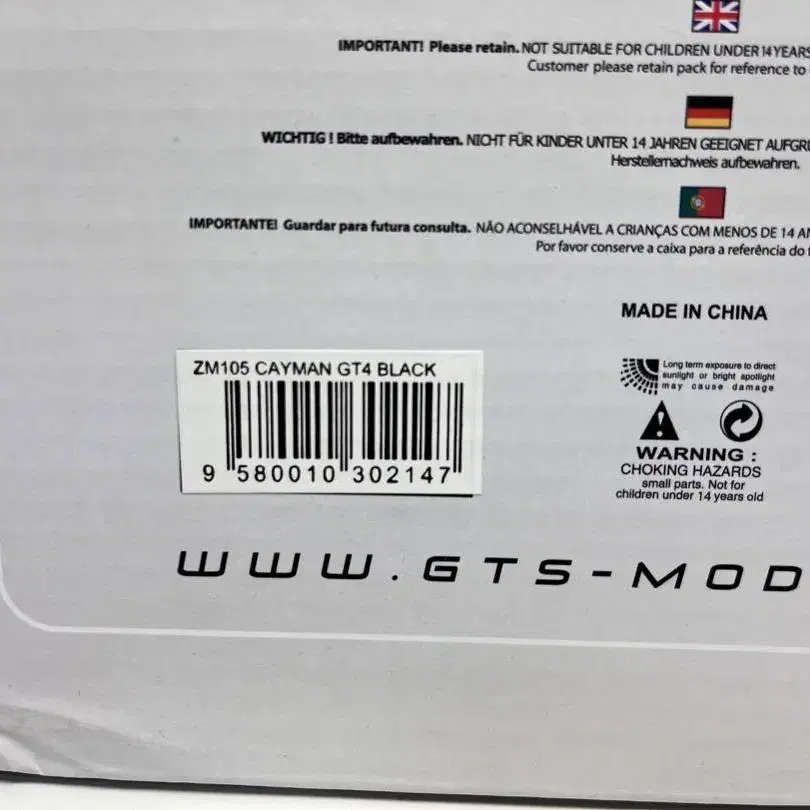 IMPORTANT! Please retain. NOT SUITABLE FOR CHILDREN UNDER 14 YEARS
Customer please retain pack for reference to
WICHTIG ! Bitte aufbewahren. NICHT FÜR KINDER UNTER 14 JAHREN GEEIGNET
Herstellernachweis aufbewahren.
IMPORTANTE! Guardar para futura consulta. NÃO ACONSELHÁVEL A CRIANÇAS COM MENOS DE 14
Por favor conserve a caixa para a referência do
MADE IN CHINA
Long term exposure to direct
sunlight or bright spotlight
may cause damage
ZM105 CAYMAN GT4 BLACK
9 580010 302147
WARNING :
CHOKING HAZARDS
small parts. Not for
children under 14 years old
WWW.GTS-MOD